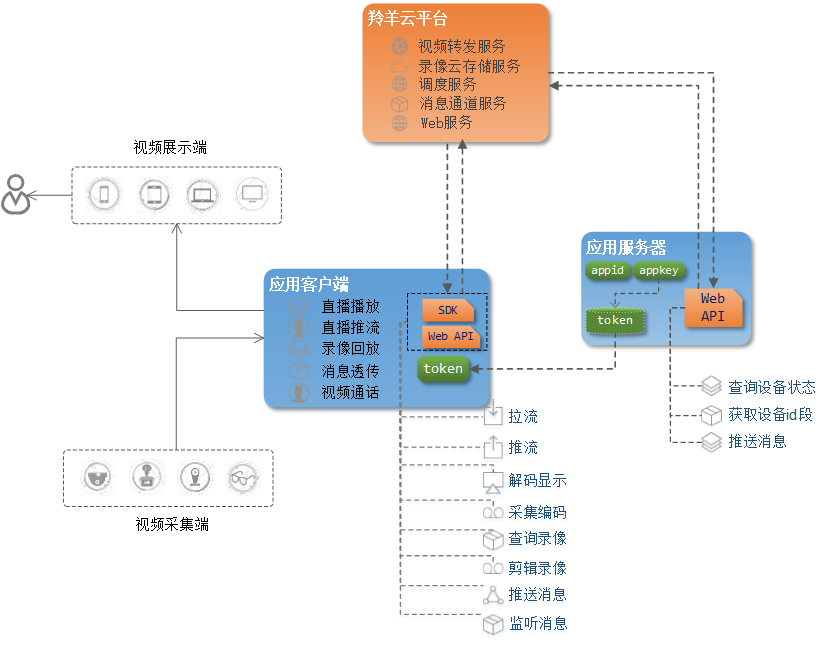 羚羊云平台
视频转发服务
录像云存储服务
调度服务
消息通道服务
Web服务
视频展示端
应用客户端
直播播放
直播推流
录像回放
消息透传
视频通话
SDK
Web API
token
应用服务器
appid
appkey
token
Web
API
查询设备状态
获取设备id段
推送消息
拉流
推流
解码显示
采集编码
查询录像
剪辑录像
推送消息
监听消息
视频采集端